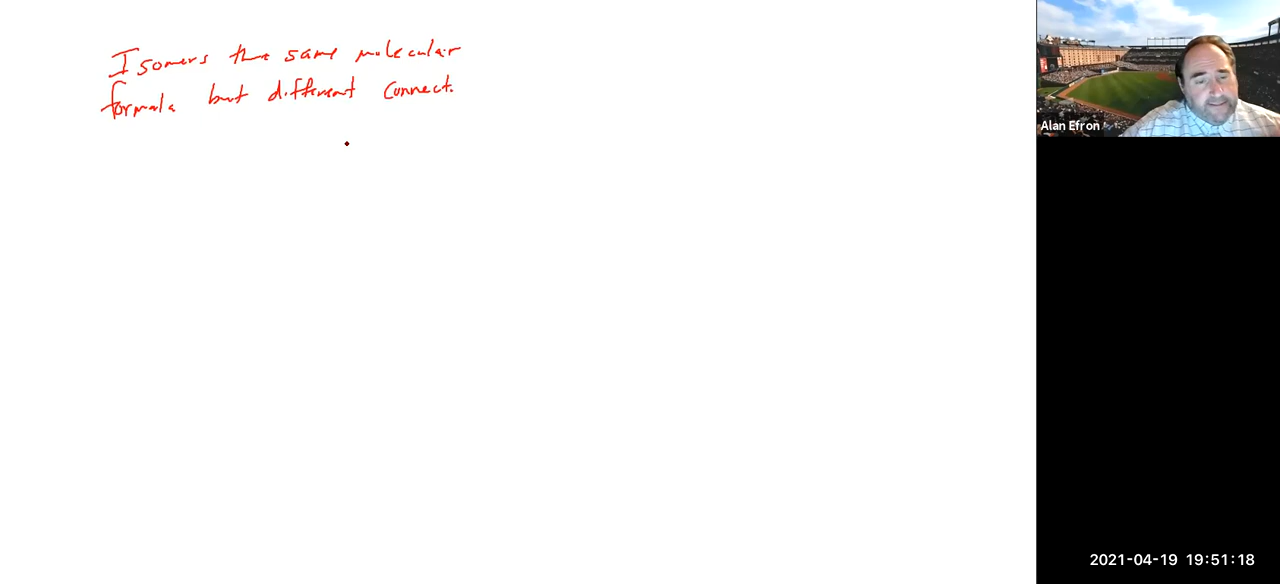 Isomers the same molecular
formula but different connect.
Alan Efron
2021-04-19 19:51:18